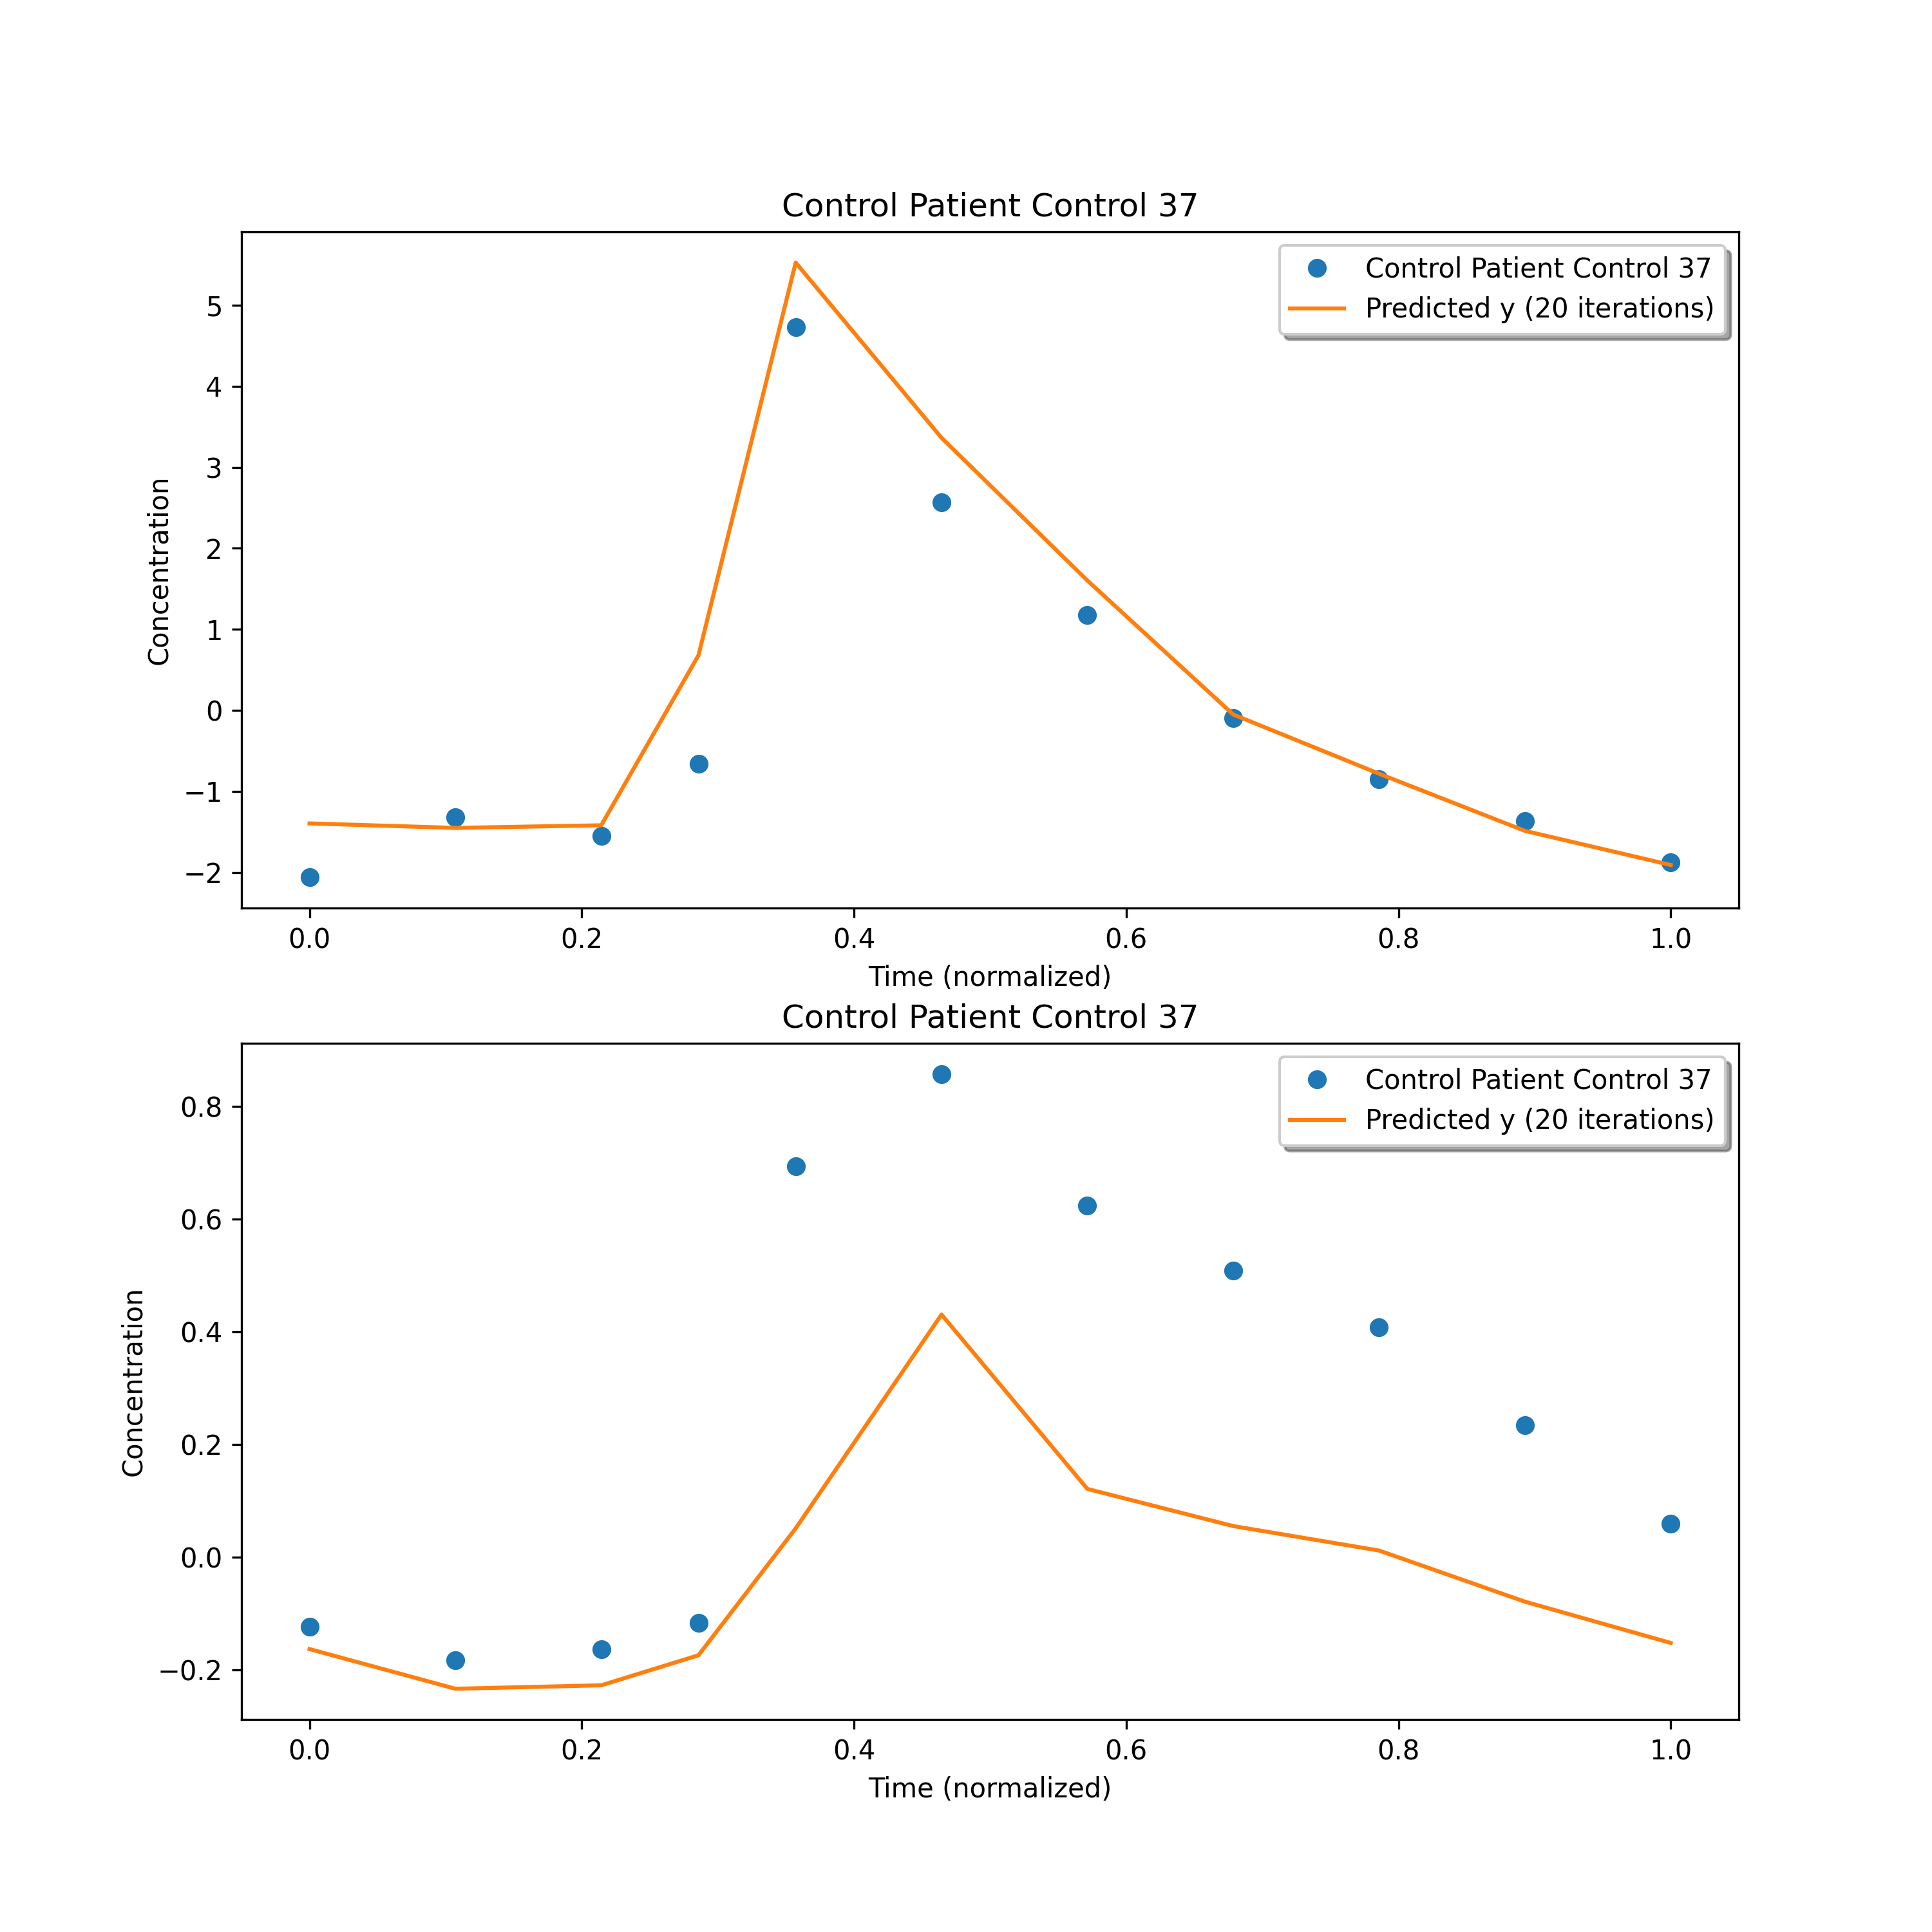 Control Patient Control 37
Control Patient Control 37
Predicted y (20 iterations)
5
4
3
2
1
0
−1
−2
Concentration
0.0 0.2 0.4 0.6 0.8 1.0
Time (normalized)
Control Patient Control 37
Control Patient Control 37
Predicted y (20 iterations)
0.8
0.6
0.4
0.2
0.0
−0.2
Concentration
0.0 0.2 0.4 0.6 0.8 1.0
Time (normalized)